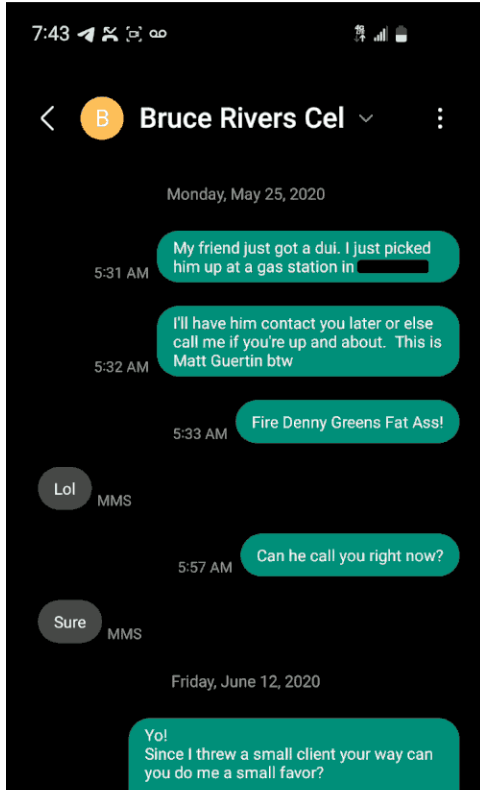 7:43
B Bruce Rivers Cel
Monday, May 25, 2020
My friend just got a dui. I just picked
him up at a gas station in
5:31 AM
I'll have him contact you later or else
call me if you're up and about. This is
Matt Guertin btw
5:32 AM
Fire Denny Greens Fat Ass!
5:33 AM
Lol
MMS
Can he call you right now?
5:57 AM
Sure
MMS
Friday, June 12, 2020
Yo!
Since I threw a small client your way can
you do me a small favor?